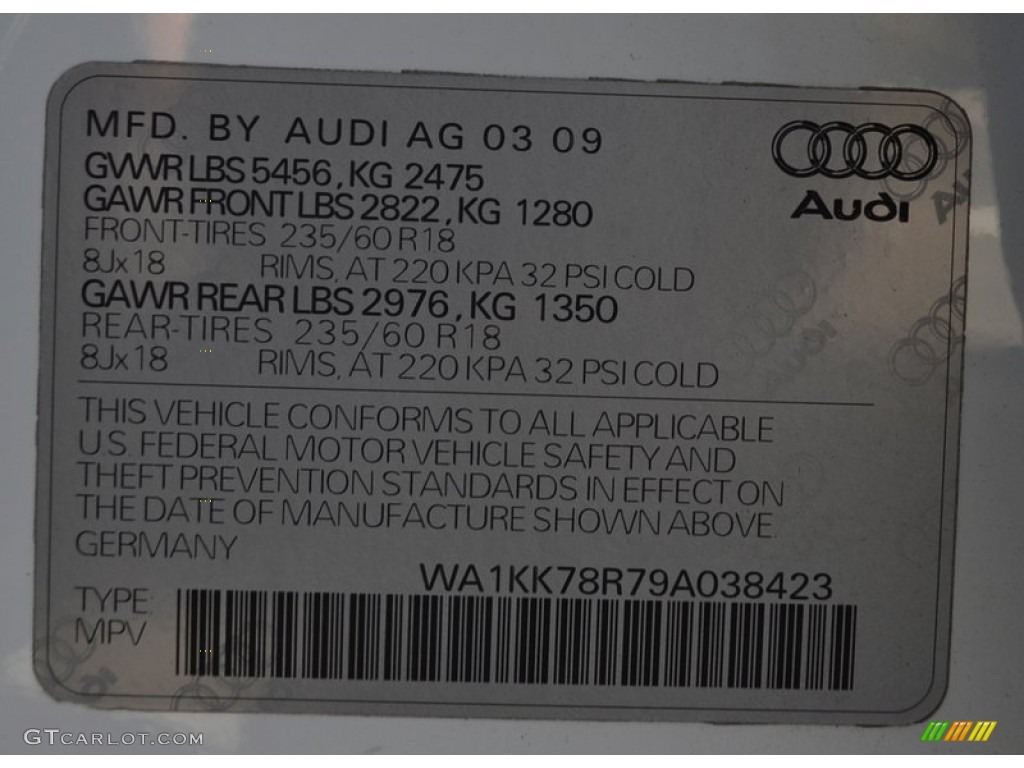 MFD. BY AUDI AG 03 09
GVWR LBS 5456, KG 2475
GAWR FRONT LBS 2822, KG 1280
FRONT-TIRES 235/60 R18
8Jx18 RIMS, AT 220 KPA 32 PSI COLD
GAWR REAR LBS 2976, KG 1350
REAR-TIRES 235/60 R18
8Jx18 RIMS, AT 220 KPA 32 PSI COLD
Audi
THIS VEHICLE CONFORMS TO ALL APPLICABLE
U.S. FEDERAL MOTOR VEHICLE SAFETY AND
THEFT PREVENTION STANDARDS IN EFFECT ON
THE DATE OF MANUFACTURE SHOWN ABOVE.
GERMANY
WA1KK78R79A038423
TYPE:
MPV
GTCARLOT.COM